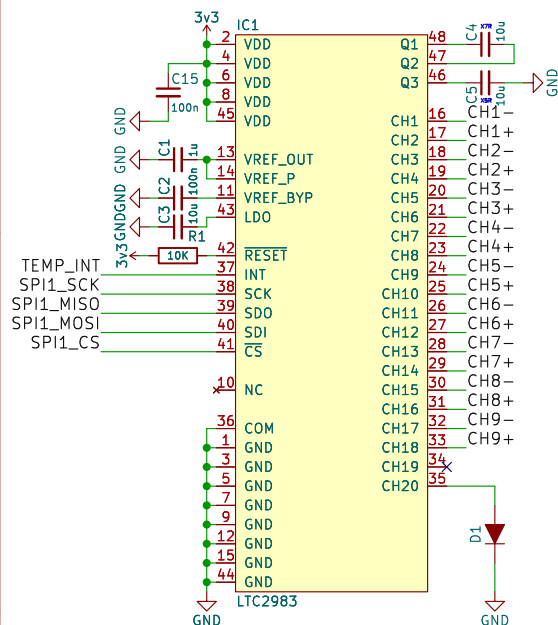 3v3
IC1
2 VDD
4 VDD
6 VDD
8 VDD
45 VDD
C15
100n
GND
C1
1u
GND
13 VREF_OUT
14 VREF_P
C2
100n
GND
11 VREF_BYP
C3
10u
GND
43 LDO
R1
3v3
10K
42 RESET
TEMP_INT 37 INT
SPI1_SCK 38 SCK
SPI1_MISO 39 SDO
SPI1_MOSI 40 SDI
SPI1_CS 41 CS
10 NC
36 COM
1 GND
3 GND
5 GND
7 GND
9 GND
12 GND
15 GND
44 GND
GND
LTC2983
Q1 48
Q2 47
Q3 46
C4
X7R
10u
C5
X5R
10u
GND
CH1 16 CH1-
CH2 17 CH1+
CH3 18 CH2-
CH4 19 CH2+
CH5 20 CH3-
CH6 21 CH3+
CH7 22 CH4-
CH8 23 CH4+
CH9 24 CH5-
CH10 25 CH5+
CH11 26 CH6-
CH12 27 CH6+
CH13 28 CH7-
CH14 29 CH7+
CH15 30 CH8-
CH16 31 CH8+
CH17 32 CH9-
CH18 33 CH9+
CH19 34
CH20 35
D1
GND